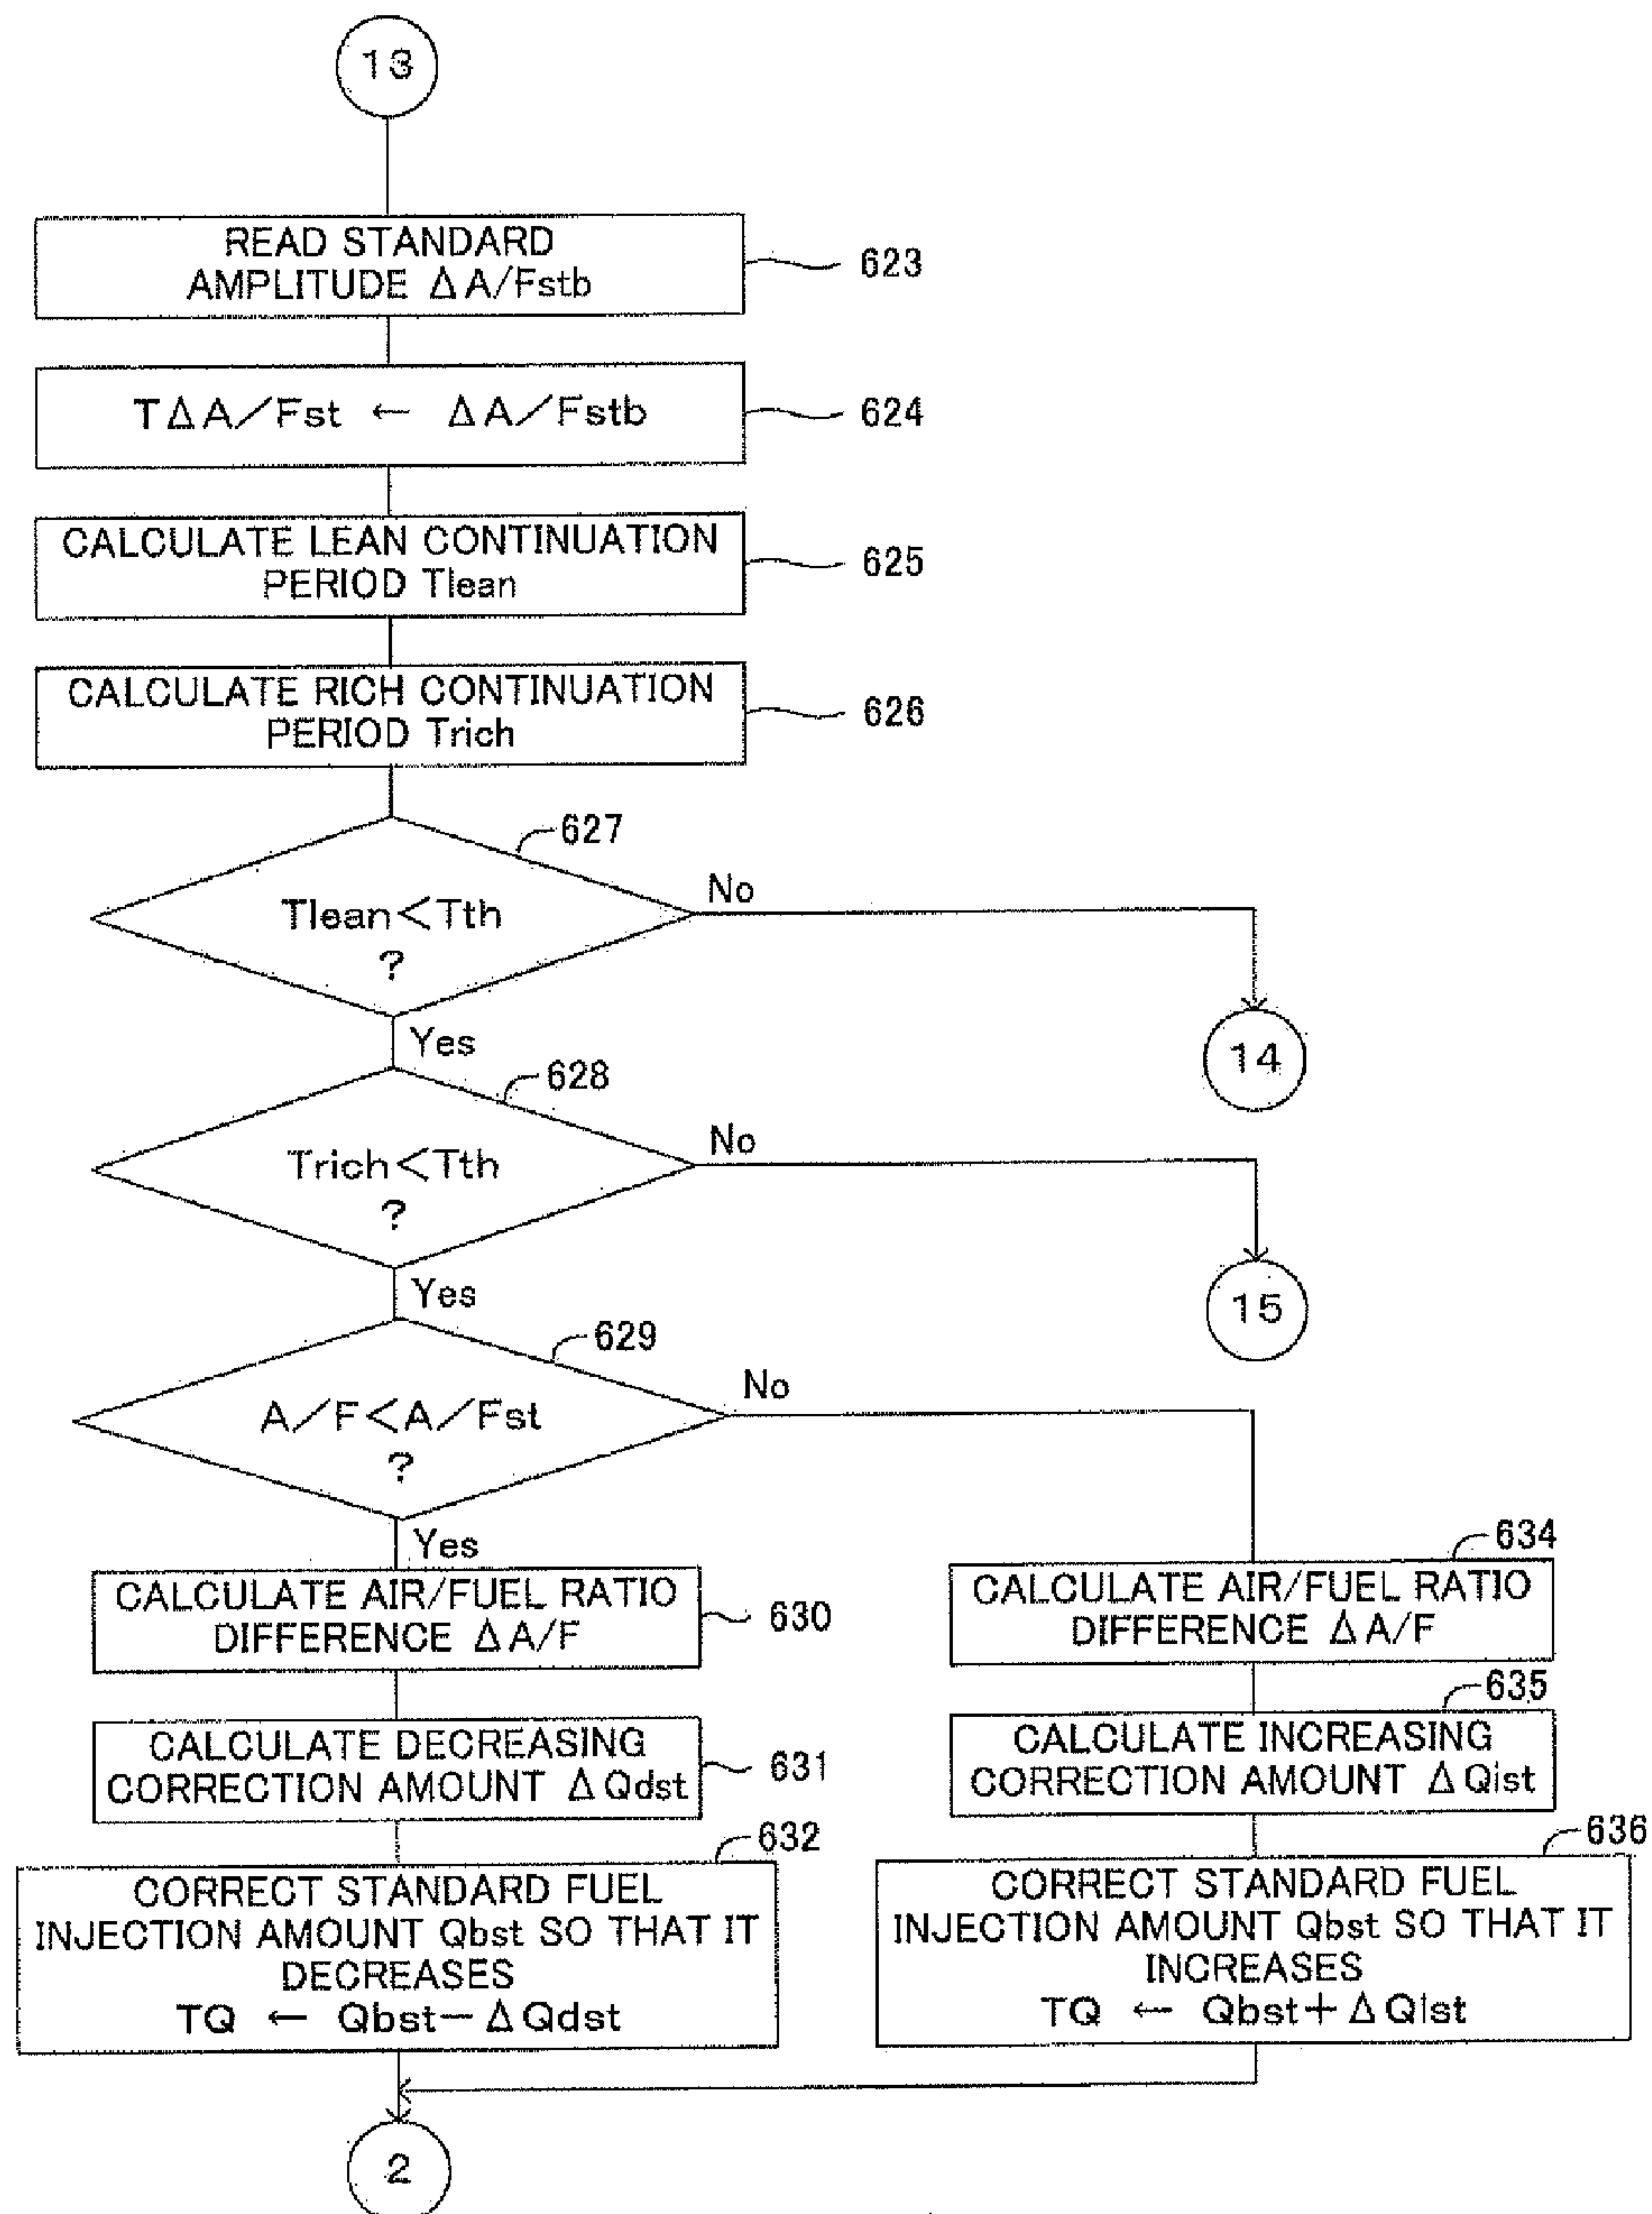 13
READ STANDARD
AMPLITUDE ΔA/Fstb
623
TΔA/Fst ← ΔA/Fstb
624
CALCULATE LEAN CONTINUATION
PERIOD Tlean
625
CALCULATE RICH CONTINUATION
PERIOD Trich
626
627
Tlean<Tth
?
No
14
Yes
628
Trich<Tth
?
No
15
Yes
629
A/F<A/Fst
?
No
Yes
CALCULATE AIR/FUEL RATIO
DIFFERENCE ΔA/F
630
CALCULATE DECREASING
CORRECTION AMOUNT ΔQdst
631
632
CORRECT STANDARD FUEL
INJECTION AMOUNT Qbst SO THAT IT
DECREASES
TQ ← Qbst-ΔQdst
634
CALCULATE AIR/FUEL RATIO
DIFFERENCE ΔA/F
635
CALCULATE INCREASING
CORRECTION AMOUNT ΔQist
636
CORRECT STANDARD FUEL
INJECTION AMOUNT Qbst SO THAT IT
INCREASES
TQ ← Qbst+ΔQist
2